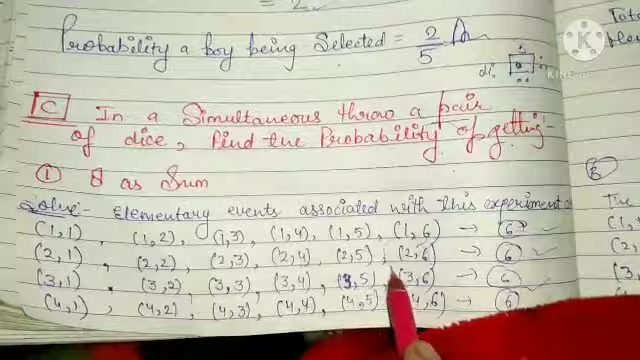 = 2
Probability a boy being Selected = 2/5 A
di.
[C] In a Simultaneous throw a pair
of dice, find the Probability of getting-
① 8 as Sum
Solve- Elementary events associated with this experiment
(1,1), (1,2), (1,3), (1,4), (1,5), (1,6) → 6
(2,1), (2,2), (2,3), (2,4), (2,5), (2,6) → 6
(3,1) . (3,2), (3,3), (3,4), (3,5) (3,6) → 6
(4,1), (4,2), (4,3), (4,4), (4,5) 4,6) → 6
KINEMASTER